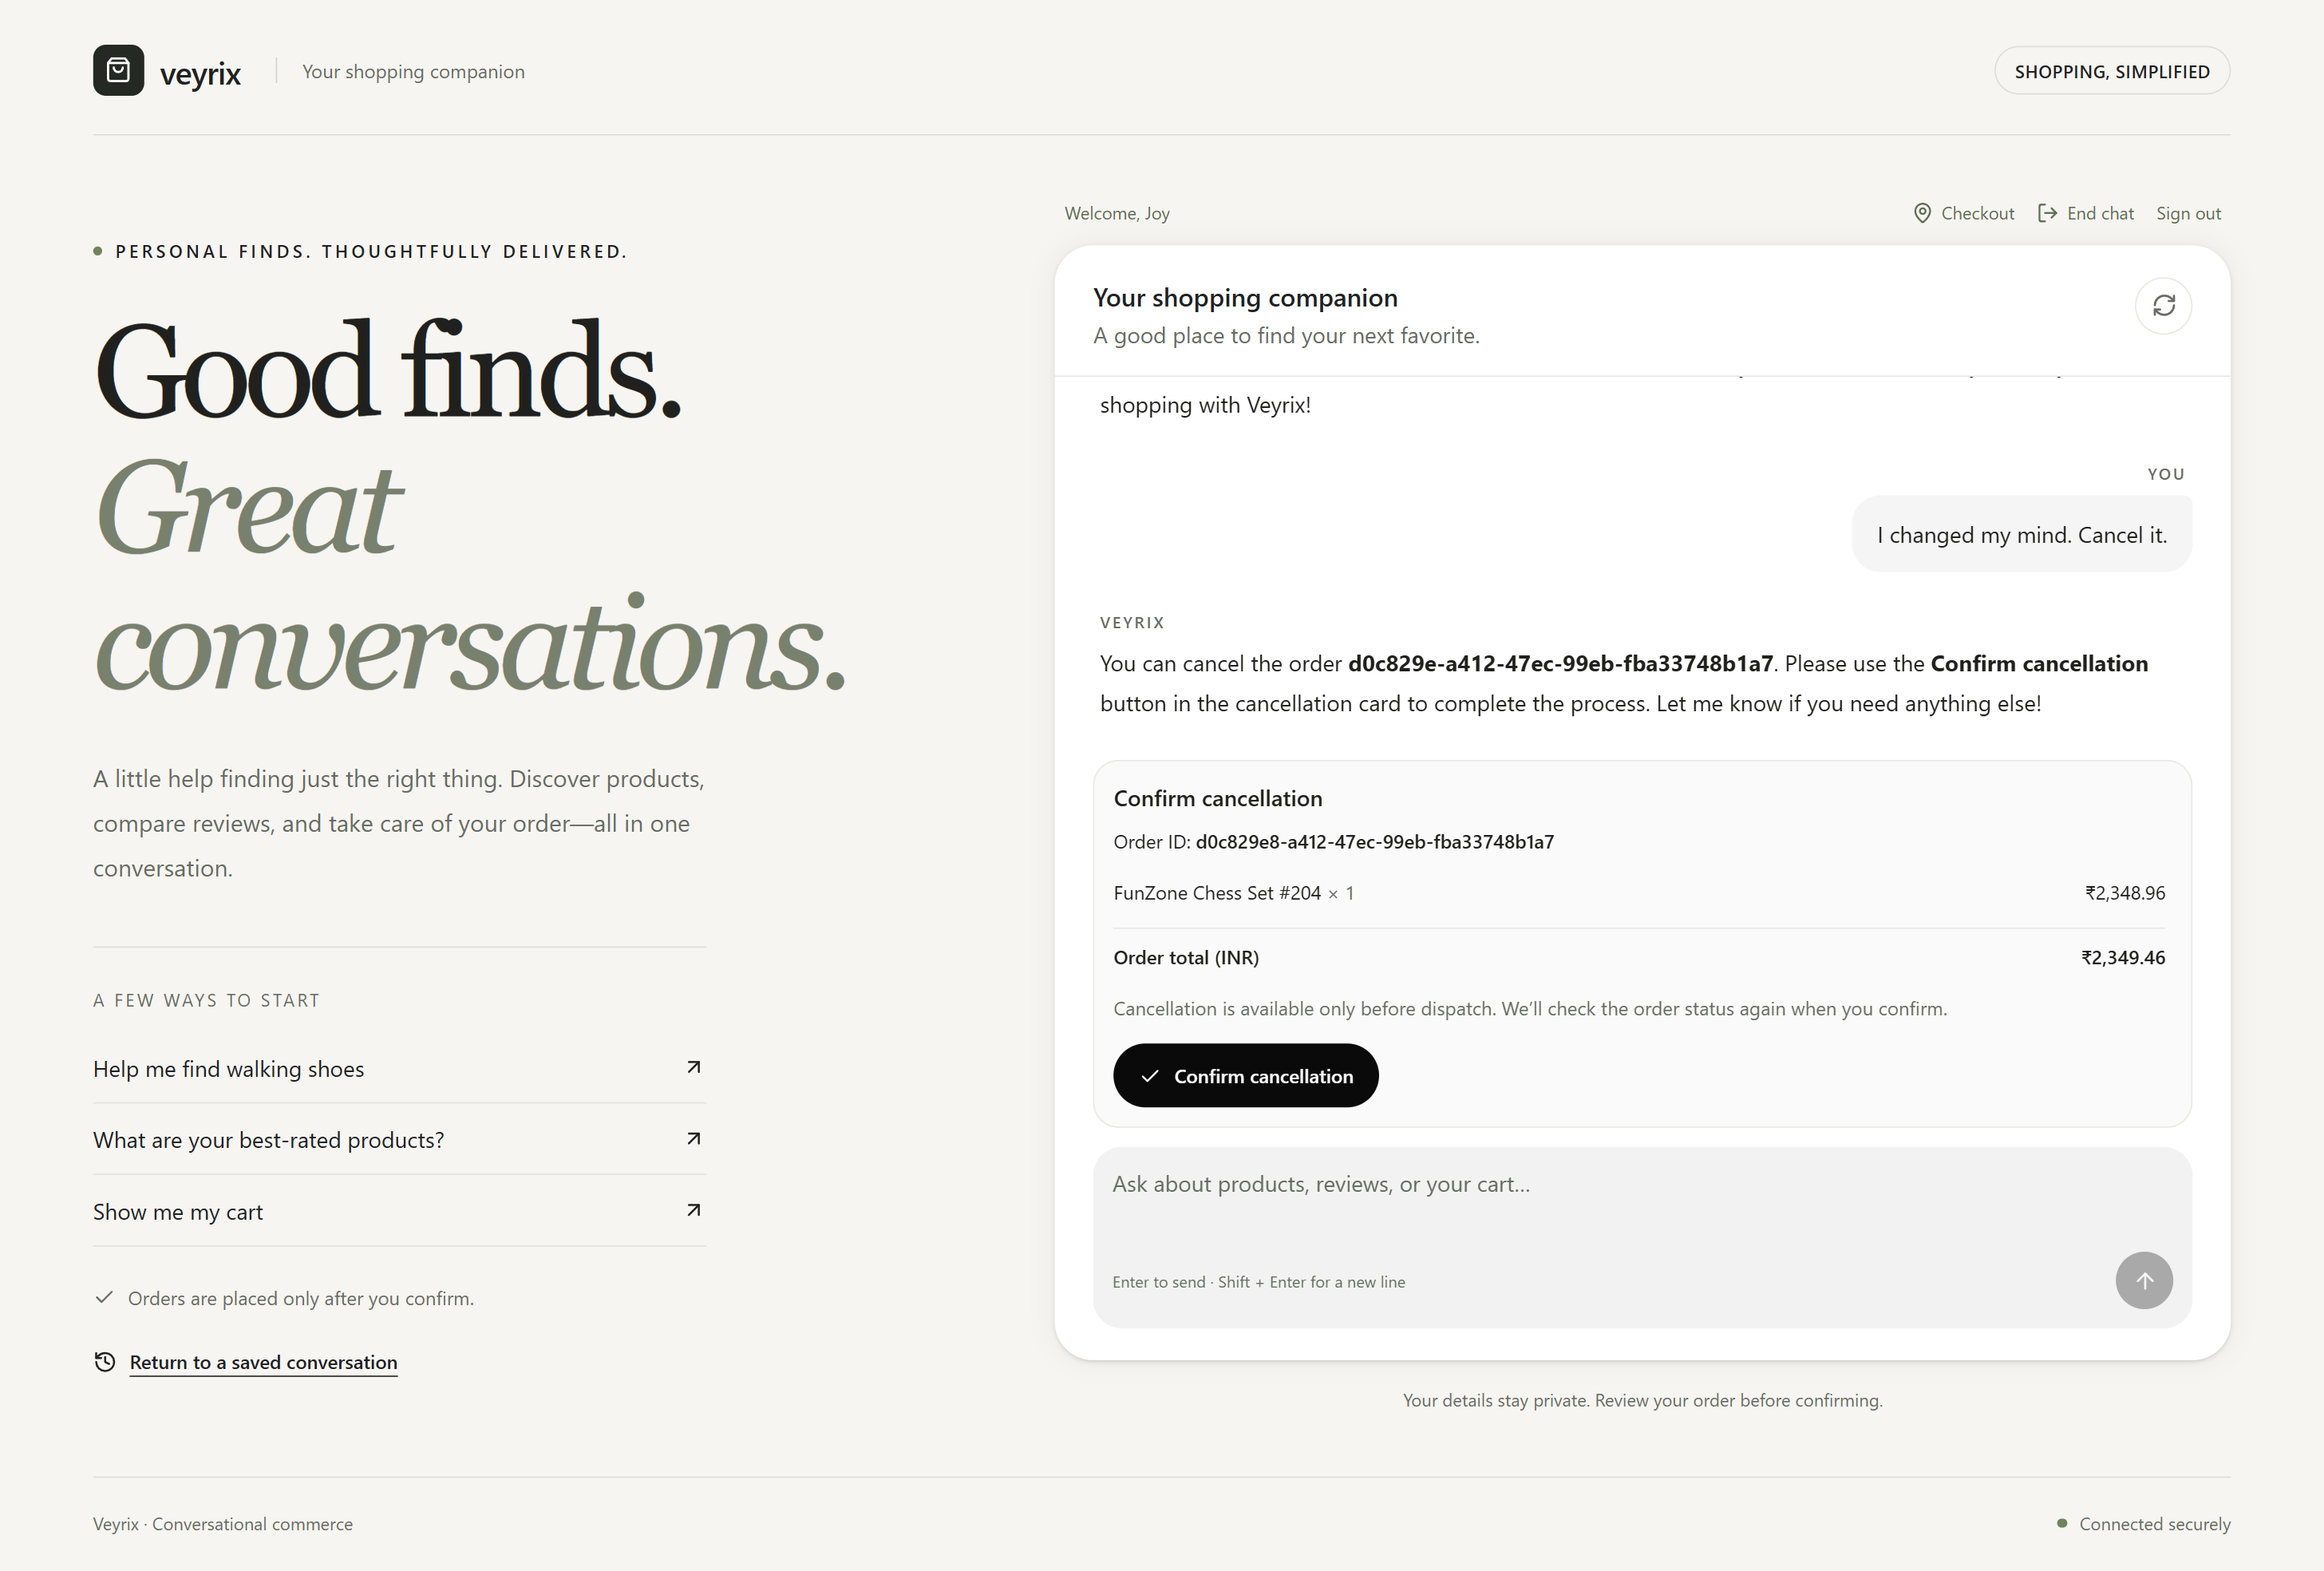 veyrix
Your shopping companion
SHOPPING, SIMPLIFIED
PERSONAL FINDS. THOUGHTFULLY DELIVERED.
Good finds.
Great
conversations.
A little help finding just the right thing. Discover products,
compare reviews, and take care of your order—all in one
conversation.
A FEW WAYS TO START
Help me find walking shoes
What are your best-rated products?
Show me my cart
Orders are placed only after you confirm.
Return to a saved conversation
Welcome, Joy
Checkout
End chat
Sign out
Your shopping companion
A good place to find your next favorite.
shopping with Veyrix!
YOU
I changed my mind. Cancel it.
VEYRIX
You can cancel the order d0c829e-a412-47ec-99eb-fba33748b1a7. Please use the Confirm cancellation
button in the cancellation card to complete the process. Let me know if you need anything else!
Confirm cancellation
Order ID: d0c829e8-a412-47ec-99eb-fba33748b1a7
FunZone Chess Set #204 × 1 ₹2,348.96
Order total (INR) ₹2,349.46
Cancellation is available only before dispatch. We’ll check the order status again when you confirm.
Confirm cancellation
Ask about products, reviews, or your cart...
Enter to send · Shift + Enter for a new line
Your details stay private. Review your order before confirming.
Veyrix · Conversational commerce
Connected securely